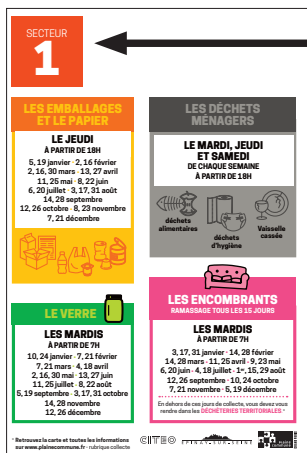 SECTEUR
1
LES EMBALLAGES
ET LE PAPIER
LE JEUDI
À PARTIR DE 18H
5, 19 janvier · 2, 16 février
2, 16, 30 mars · 13, 27 avril
11, 25 mai · 8, 22 juin
6, 20 juillet · 3, 17, 31 août
14, 28 septembre
12, 26 octobre · 8, 23 novembre
7, 21 décembre
LES DÉCHETS
MÉNAGERS
LE MARDI, JEUDI
ET SAMEDI
DE CHAQUE SEMAINE
À PARTIR DE 18H
déchets
alimentaires
déchets
d'hygiène
Vaisselle
cassée
LE VERRE
LES MARDIS
À PARTIR DE 7H
10, 24 janvier · 7, 21 février
7, 21 mars · 4, 18 avril
2, 16, 30 mai · 13, 27 juin
11, 25 juillet · 8, 22 août
5, 19 septembre · 3, 17, 31 octobre
14, 28 novembre
12, 26 décembre
LES ENCOMBRANTS
RAMASSAGE TOUS LES 15 JOURS
LES MARDIS
À PARTIR DE 7H
3, 17, 31 janvier · 14, 28 février
14, 28 mars · 11, 25 avril · 9, 23 mai
6, 20 juin · 4, 18 juillet · 1er, 15, 29 août
12, 26 septembre · 10, 24 octobre
7, 21 novembre · 5, 19 décembre
En dehors de ces jours de collecte, vous devez vous
rendre dans les DÉCHÈTERIES TERRITORIALES *
* Retrouvez la carte et toutes les informations
sur www.plainecommune.fr - rubrique collecte
CITEO
plaine
commune